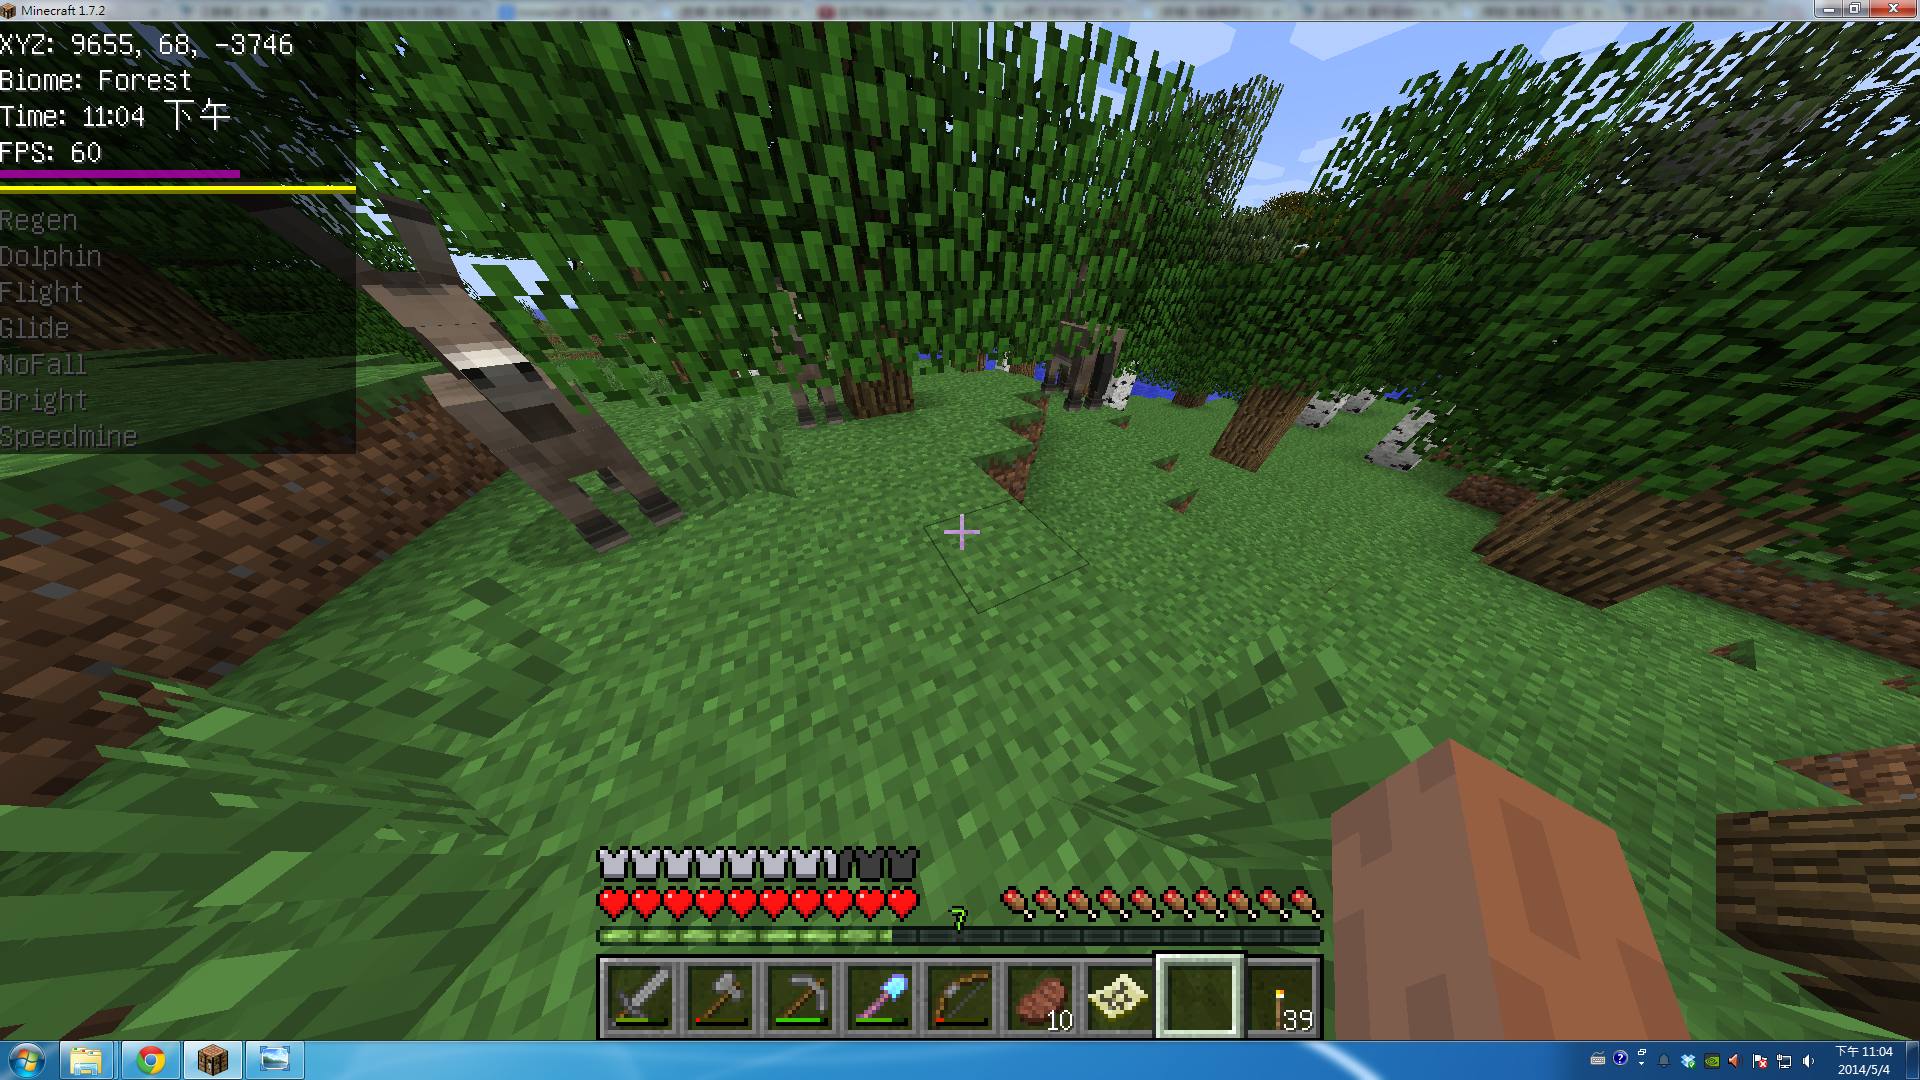 Minecraft 1.7.2
XYZ: 9655, 68, -3746
Biome: Forest
Time: 11:04 下午
FPS: 60
Regen
Dolphin
Flight
Glide
NoFall
Bright
Speedmine
7
10
39
下午 11:04
2014/5/4